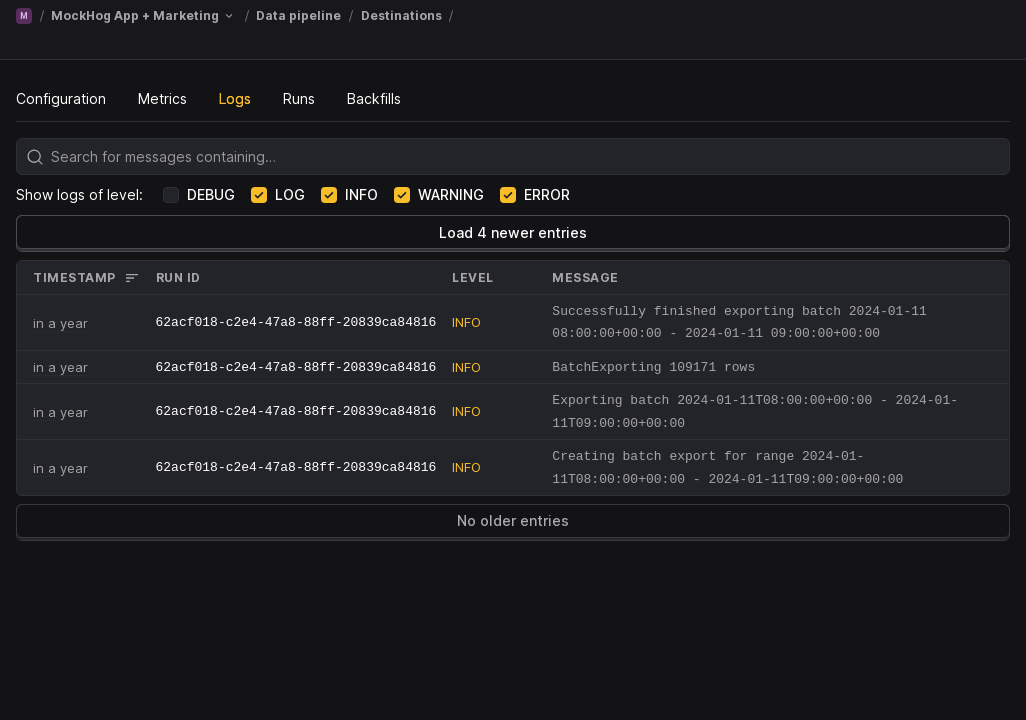 M / MockHog App + Marketing / Data pipeline / Destinations /
Configuration Metrics Logs Runs Backfills
Search for messages containing…
Show logs of level: DEBUG LOG INFO WARNING ERROR
Load 4 newer entries
TIMESTAMP RUN ID LEVEL MESSAGE
in a year 62acf018-c2e4-47a8-88ff-20839ca84816 INFO Successfully finished exporting batch 2024-01-11
08:00:00+00:00 - 2024-01-11 09:00:00+00:00
in a year 62acf018-c2e4-47a8-88ff-20839ca84816 INFO BatchExporting 109171 rows
in a year 62acf018-c2e4-47a8-88ff-20839ca84816 INFO Exporting batch 2024-01-11T08:00:00+00:00 - 2024-01-
11T09:00:00+00:00
in a year 62acf018-c2e4-47a8-88ff-20839ca84816 INFO Creating batch export for range 2024-01-
11T08:00:00+00:00 - 2024-01-11T09:00:00+00:00
No older entries